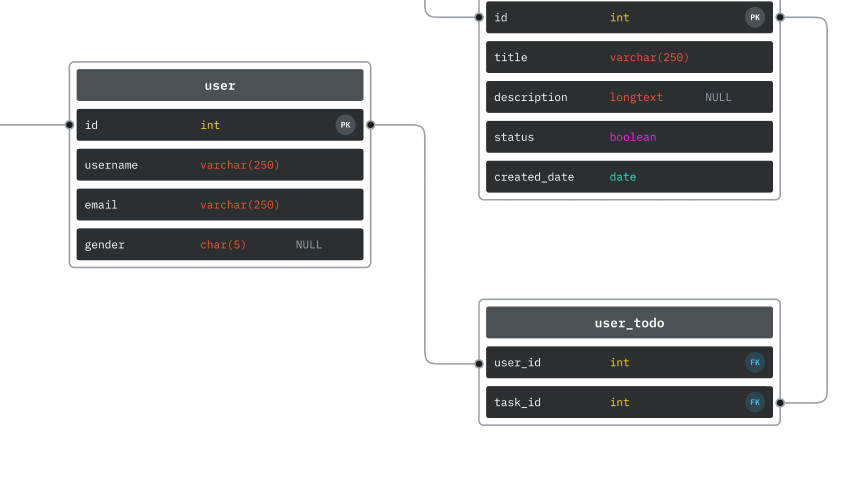 id int PK
title varchar(250)
description longtext NULL
status boolean
created_date date
user
id int PK
username varchar(250)
email varchar(250)
gender char(5) NULL
user_todo
user_id int FK
task_id int FK